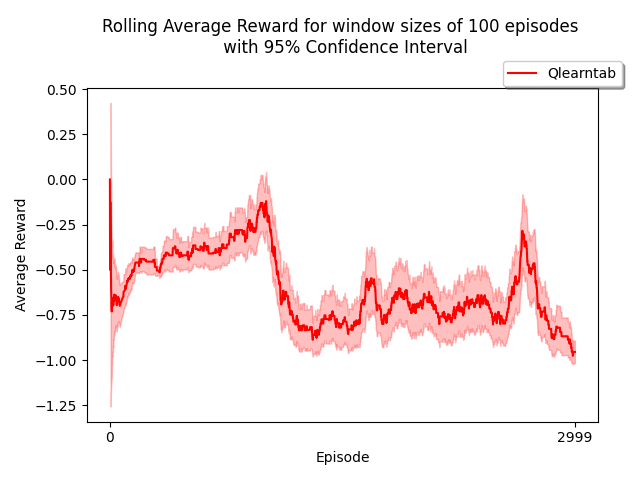 Rolling Average Reward for window sizes of 100 episodes
with 95% Confidence Interval
Qlearntab
0.50
0.25
0.00
−0.25
−0.50
−0.75
−1.00
−1.25
Average Reward
0
2999
Episode